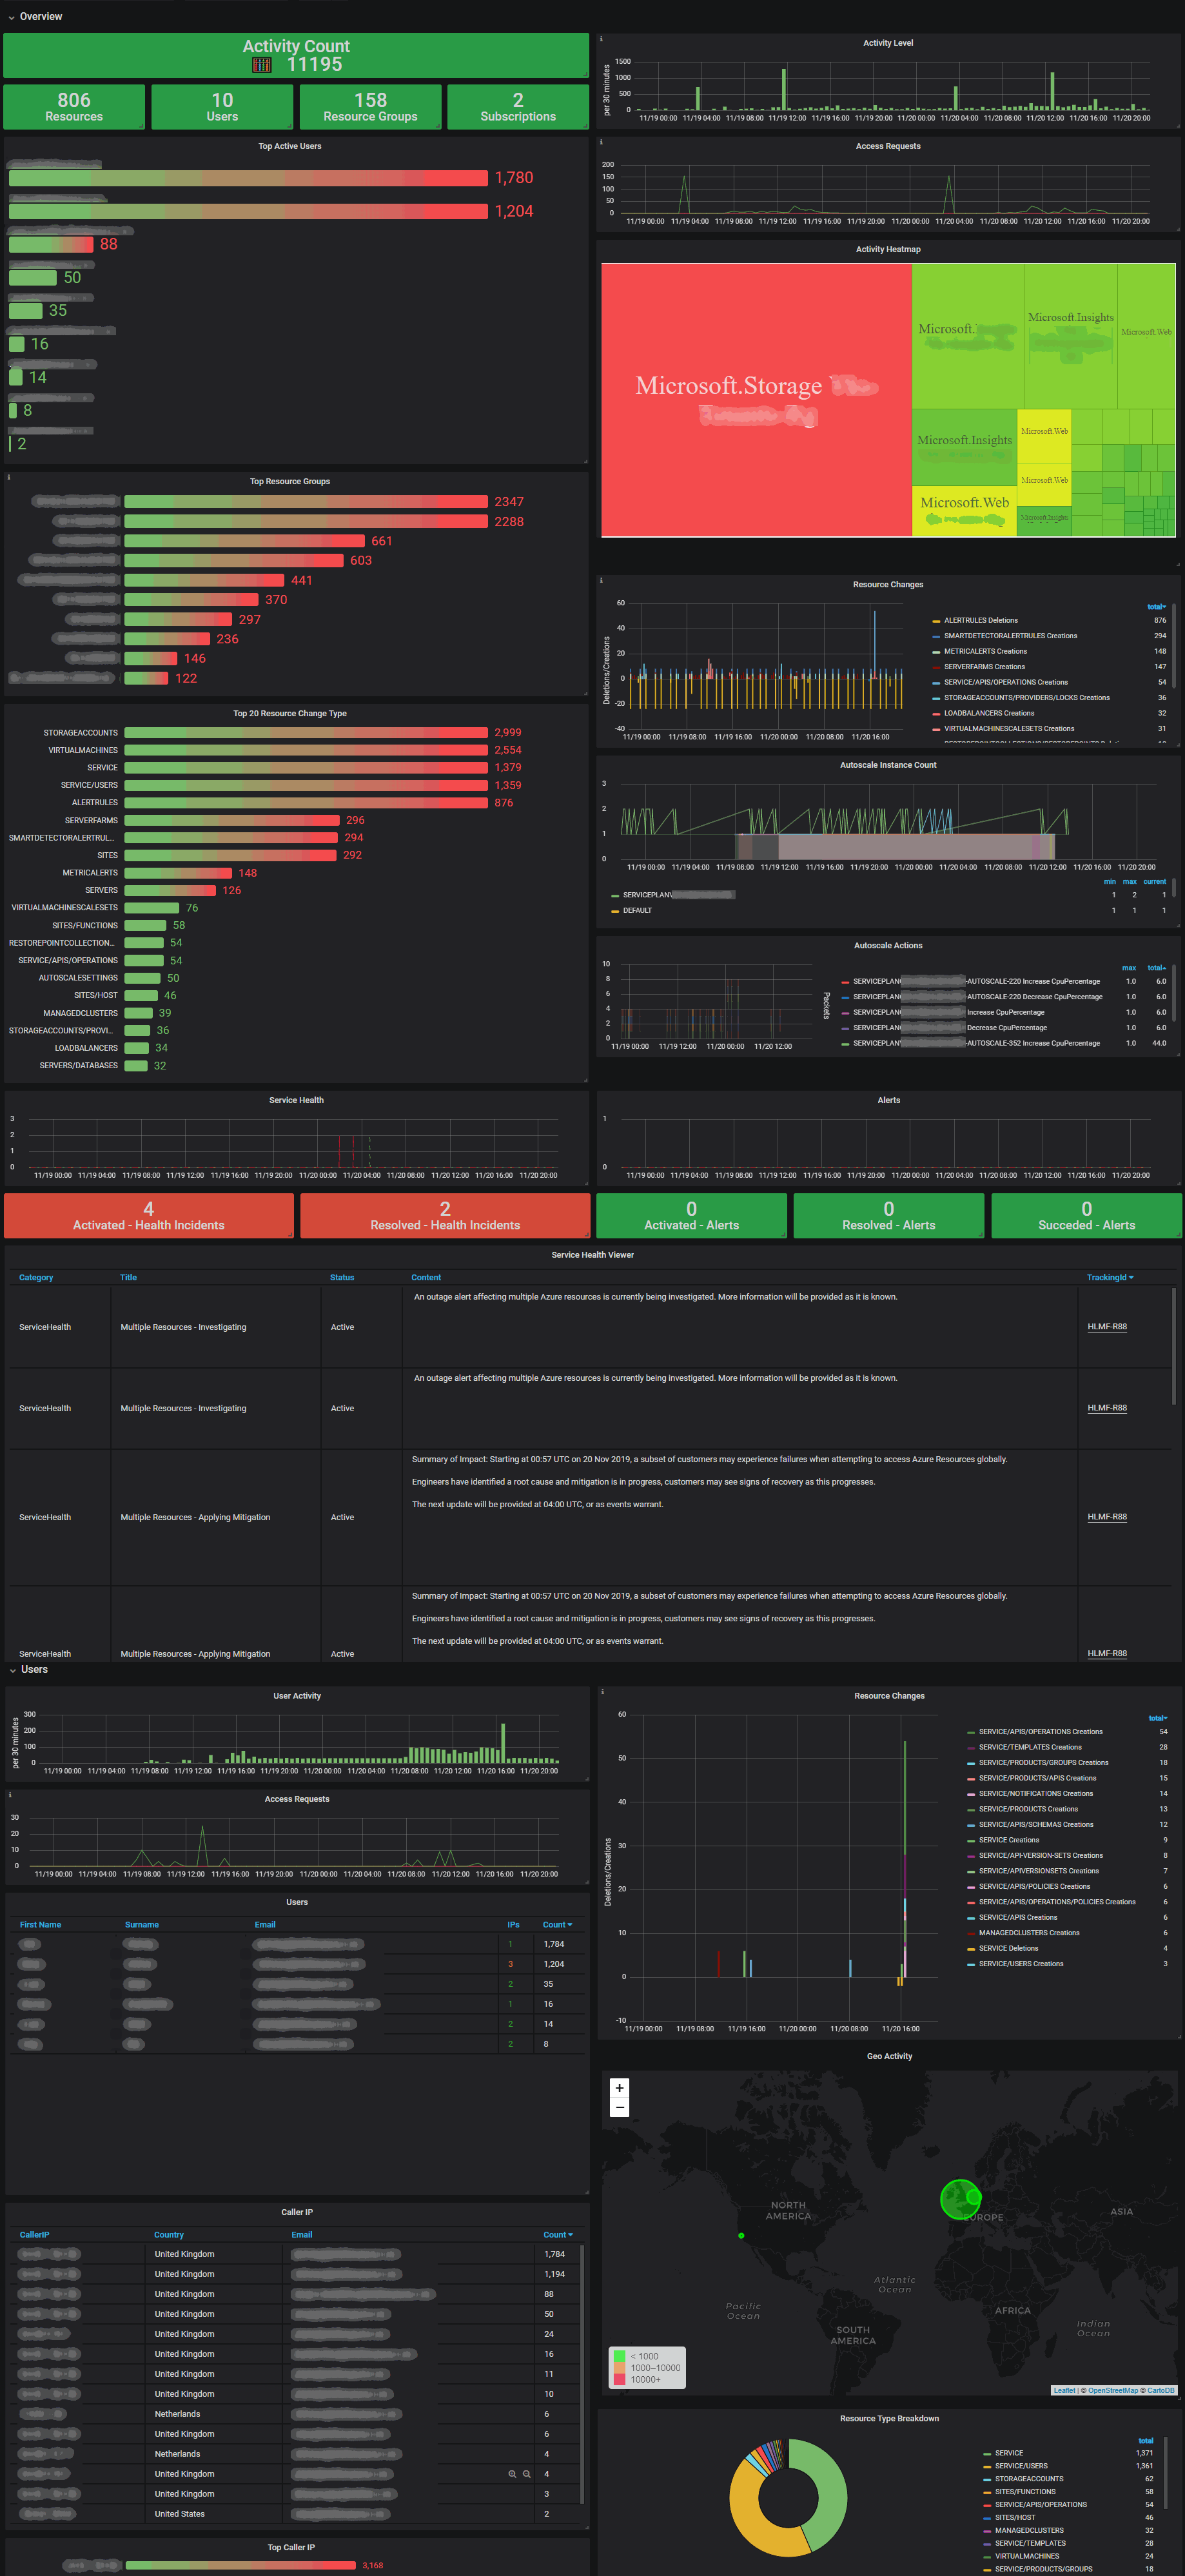 Overview
Activity Count
11195
806
Resources
10
Users
158
Resource Groups
2
Subscriptions
Activity Level
per 30 minutes
1500
1000
500
0
11/19 00:00 11/19 04:00 11/19 08:00 11/19 12:00 11/19 16:00 11/19 20:00 11/20 00:00 11/20 04:00 11/20 08:00 11/20 12:00 11/20 16:00 11/20 20:00
Top Active Users
1,780
1,204
88
50
35
16
14
8
2
Access Requests
200
150
100
50
0
11/19 00:00 11/19 04:00 11/19 08:00 11/19 12:00 11/19 16:00 11/19 20:00 11/20 00:00 11/20 04:00 11/20 08:00 11/20 12:00 11/20 16:00 11/20 20:00
Activity Heatmap
Microsoft.Storage
Microsoft.
Microsoft.Insights
Microsoft.Web
Microsoft.Insights
Microsoft.Web
Microsoft.Web
Microsoft.Web
Microsoft.Insights
Top Resource Groups
2347
2288
661
603
441
370
297
236
146
122
Resource Changes
Deletions/Creations
60
40
20
0
-20
-40
11/19 00:00 11/19 08:00 11/19 16:00 11/20 00:00 11/20 08:00 11/20 16:00
total
ALERTRULES Deletions 876
SMARTDETECTORALERTRULES Creations 294
METRICALERTS Creations 148
SERVERFARMS Creations 147
SERVICE/APIS/OPERATIONS Creations 54
STORAGEACCOUNTS/PROVIDERS/LOCKS Creations 36
LOADBALANCERS Creations 32
VIRTUALMACHINESCALESETS Creations 31
Top 20 Resource Change Type
STORAGEACCOUNTS 2,999
VIRTUALMACHINES 2,554
SERVICE 1,379
SERVICE/USERS 1,359
ALERTRULES 876
SERVERFARMS 296
SMARTDETECTORALERTRUL... 294
SITES 292
METRICALERTS 148
SERVERS 126
VIRTUALMACHINESCALESETS 76
SITES/FUNCTIONS 58
RESTOREPOINTCOLLECTION... 54
SERVICE/APIS/OPERATIONS 54
AUTOSCALESETTINGS 50
SITES/HOST 46
MANAGEDCLUSTERS 39
STORAGEACCOUNTS/PROVI... 36
LOADBALANCERS 34
SERVERS/DATABASES 32
Autoscale Instance Count
3
2
1
0
11/19 00:00 11/19 04:00 11/19 08:00 11/19 12:00 11/19 16:00 11/19 20:00 11/20 00:00 11/20 04:00 11/20 08:00 11/20 12:00 11/20 16:00 11/20 20:00
min max current
SERVICEPLAN 1 2 1
DEFAULT 1 1 1
Autoscale Actions
10
8
6
4
2
0
Packets
11/19 00:00 11/19 12:00 11/20 00:00 11/20 12:00
max total
SERVICEPLAN -AUTOSCALE-220 Increase CpuPercentage 1.0 6.0
SERVICEPLAN -AUTOSCALE-220 Decrease CpuPercentage 1.0 6.0
SERVICEPLAN Increase CpuPercentage 1.0 6.0
SERVICEPLAN Decrease CpuPercentage 1.0 6.0
SERVICEPLAN -AUTOSCALE-352 Increase CpuPercentage 1.0 44.0
Service Health
3
2
1
0
11/19 00:00 11/19 04:00 11/19 08:00 11/19 12:00 11/19 16:00 11/19 20:00 11/20 00:00 11/20 04:00 11/20 08:00 11/20 12:00 11/20 16:00 11/20 20:00
Alerts
1
0
11/19 00:00 11/19 04:00 11/19 08:00 11/19 12:00 11/19 16:00 11/19 20:00 11/20 00:00 11/20 04:00 11/20 08:00 11/20 12:00 11/20 16:00 11/20 20:00
4
Activated - Health Incidents
2
Resolved - Health Incidents
0
Activated - Alerts
0
Resolved - Alerts
0
Succeded - Alerts
Service Health Viewer
Category Title Status Content TrackingId
An outage alert affecting multiple Azure resources is currently being investigated. More information will be provided as it is known.
ServiceHealth Multiple Resources - Investigating Active HLMF-R88
An outage alert affecting multiple Azure resources is currently being investigated. More information will be provided as it is known.
ServiceHealth Multiple Resources - Investigating Active HLMF-R88
Summary of Impact: Starting at 00:57 UTC on 20 Nov 2019, a subset of customers may experience failures when attempting to access Azure Resources globally.
Engineers have identified a root cause and mitigation is in progress, customers may see signs of recovery as this progresses.
The next update will be provided at 04:00 UTC, or as events warrant.
ServiceHealth Multiple Resources - Applying Mitigation Active HLMF-R88
Summary of Impact: Starting at 00:57 UTC on 20 Nov 2019, a subset of customers may experience failures when attempting to access Azure Resources globally.
Engineers have identified a root cause and mitigation is in progress, customers may see signs of recovery as this progresses.
The next update will be provided at 04:00 UTC, or as events warrant.
ServiceHealth Multiple Resources - Applying Mitigation Active HLMF-R88
Users
User Activity
per 30 minutes
300
200
100
0
11/19 00:00 11/19 04:00 11/19 08:00 11/19 12:00 11/19 16:00 11/19 20:00 11/20 00:00 11/20 04:00 11/20 08:00 11/20 12:00 11/20 16:00 11/20 20:00
Access Requests
30
20
10
0
11/19 00:00 11/19 04:00 11/19 08:00 11/19 12:00 11/19 16:00 11/19 20:00 11/20 00:00 11/20 04:00 11/20 08:00 11/20 12:00 11/20 16:00 11/20 20:00
Users
First Name Surname Email IPs Count
1 1,784
3 1,204
2 35
1 16
2 14
2 8
Resource Changes
Deletions/Creations
60
50
40
30
20
10
0
-10
11/19 00:00 11/19 08:00 11/19 16:00 11/20 00:00 11/20 08:00 11/20 16:00
total
SERVICE/APIS/OPERATIONS Creations 54
SERVICE/TEMPLATES Creations 28
SERVICE/PRODUCTS/GROUPS Creations 18
SERVICE/PRODUCTS/APIS Creations 15
SERVICE/NOTIFICATIONS Creations 14
SERVICE/PRODUCTS Creations 13
SERVICE/APIS/SCHEMAS Creations 12
SERVICE Creations 9
SERVICE/API-VERSION-SETS Creations 8
SERVICE/APIVERSIONSETS Creations 7
SERVICE/APIS/POLICIES Creations 6
SERVICE/APIS/OPERATIONS/POLICIES Creations 6
SERVICE/APIS Creations 6
MANAGEDCLUSTERS Creations 6
SERVICE Deletions 4
SERVICE/USERS Creations 3
Geo Activity
+
−
NORTH AMERICA
EUROPE
ASIA
Atlantic Ocean
Pacific Ocean
AFRICA
Indian Ocean
SOUTH AMERICA
< 1000
1000–10000
10000+
Leaflet | © OpenStreetMap © CartoDB
Caller IP
CallerIP Country Email Count
United Kingdom 1,784
United Kingdom 1,194
United Kingdom 88
United Kingdom 50
United Kingdom 24
United Kingdom 16
United Kingdom 11
United Kingdom 10
Netherlands 6
United Kingdom 6
Netherlands 4
United Kingdom 4
United Kingdom 3
United States 2
Resource Type Breakdown
total
SERVICE 1,371
SERVICE/USERS 1,361
STORAGEACCOUNTS 62
SITES/FUNCTIONS 58
SERVICE/APIS/OPERATIONS 54
SITES/HOST 46
MANAGEDCLUSTERS 32
SERVICE/TEMPLATES 28
VIRTUALMACHINES 24
SERVICE/PRODUCTS/GROUPS 18
Top Caller IP
3,168